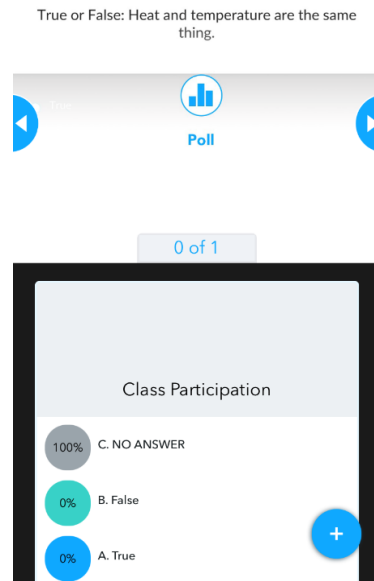 True or False: Heat and temperature are the same
thing.
True
Poll
0 of 1
Class Participation
100% C. NO ANSWER
0% B. False
0% A. True
+